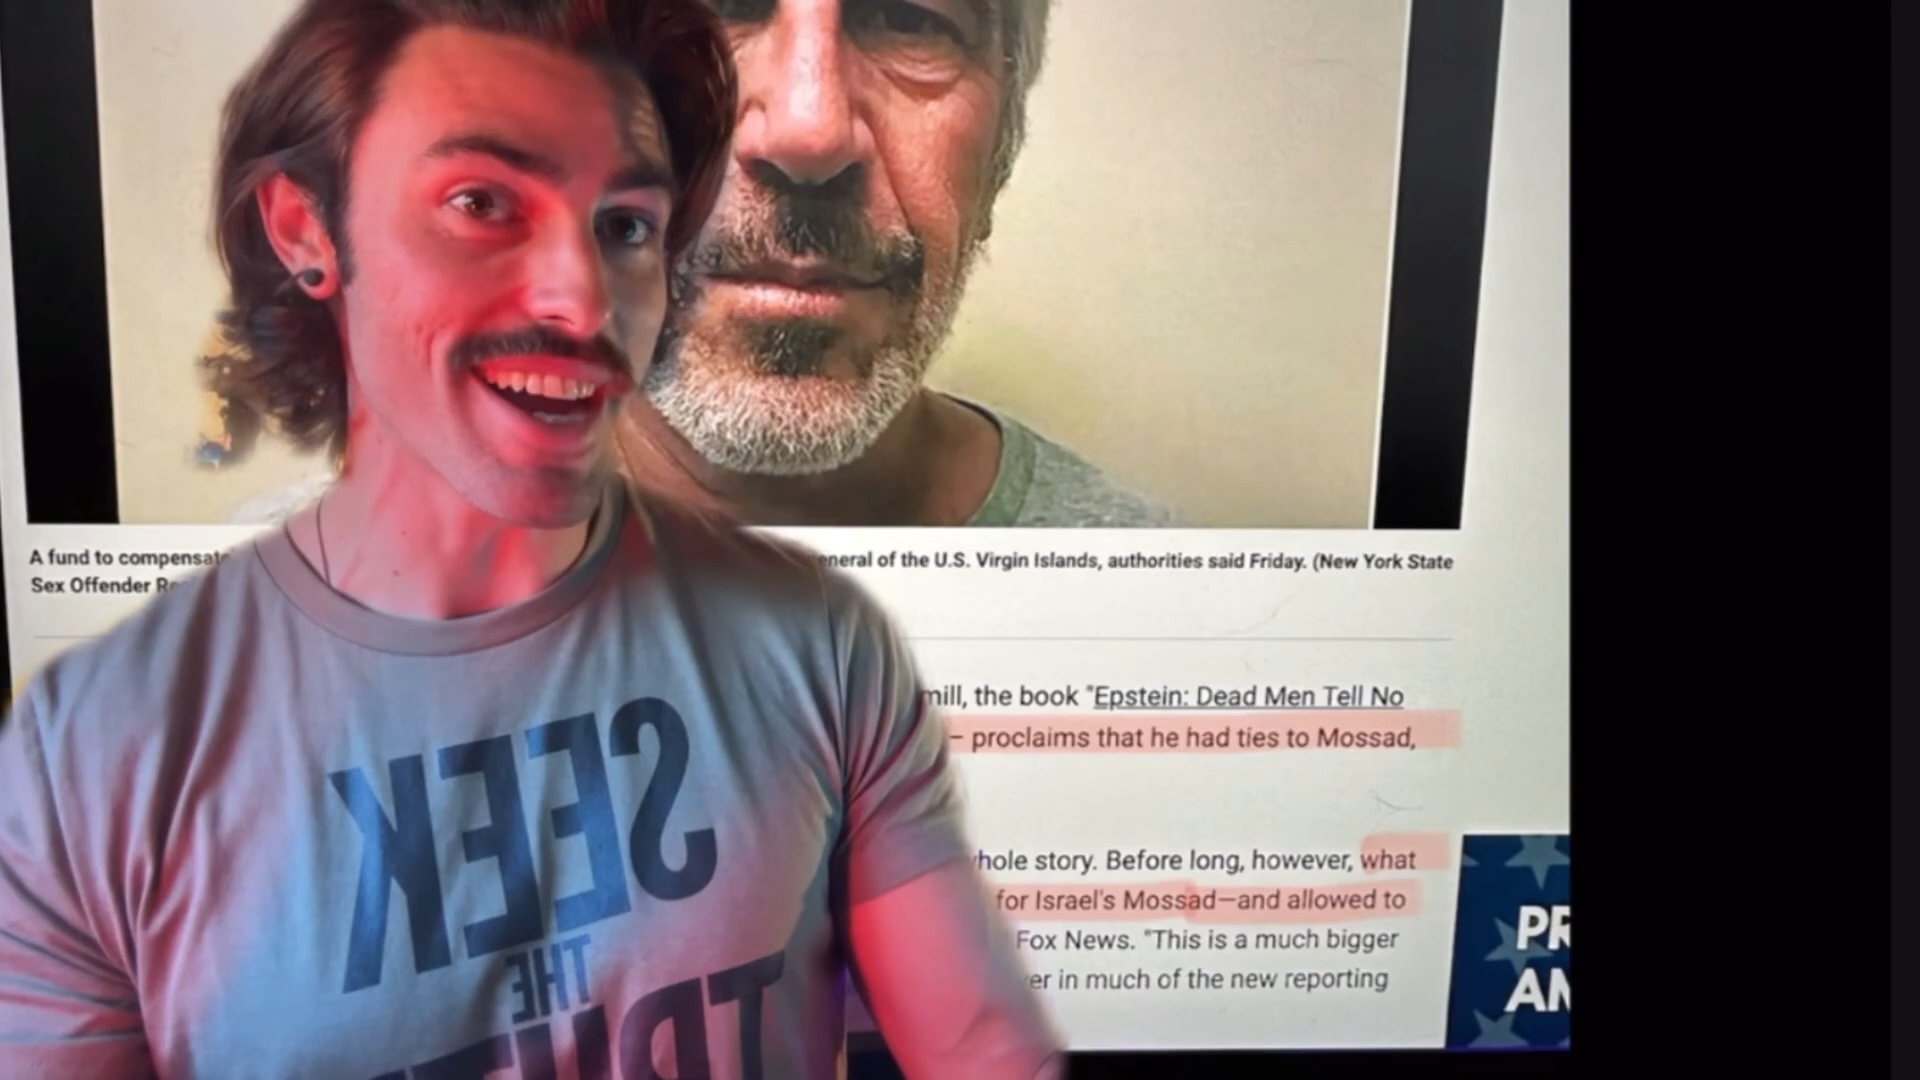 A fund to compensate
eneral of the U.S. Virgin Islands, authorities said Friday. (New York State
Sex Offender
mill, the book "Epstein: Dead Men Tell No
– proclaims that he had ties to Mossad,
whole story. Before long, however, what
for Israel's Mossad—and allowed to
Fox News. "This is a much bigger
er in much of the new reporting
PR
AM
SEEK
THE
TRUTH